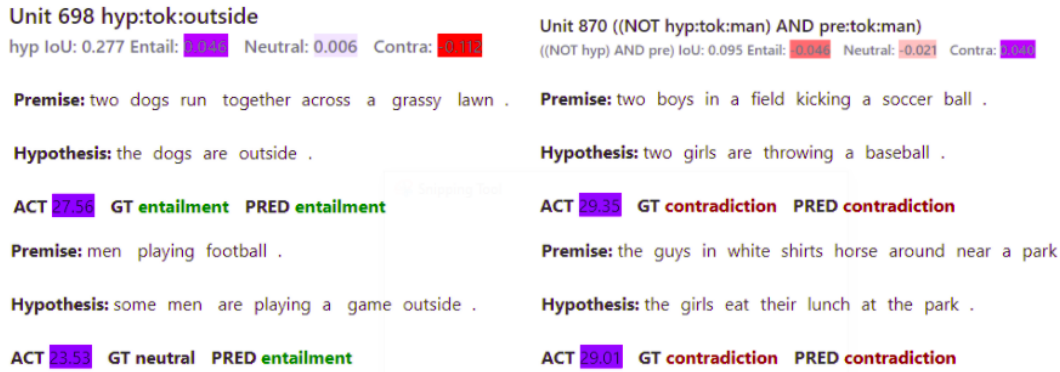 Unit 698 hyp:tok:outside
hyp IoU: 0.277 Entail: 0.046 Neutral: 0.006 Contra: -0.112
Premise: two dogs run together across a grassy lawn .
Hypothesis: the dogs are outside .
ACT 27.56 GT entailment PRED entailment
Premise: men playing football .
Hypothesis: some men are playing a game outside .
ACT 23.53 GT neutral PRED entailment
Unit 870 ((NOT hyp:tok:man) AND pre:tok:man)
((NOT hyp) AND pre) IoU: 0.095 Entail: -0.046 Neutral: -0.021 Contra: 0.040
Premise: two boys in a field kicking a soccer ball .
Hypothesis: two girls are throwing a baseball .
ACT 29.35 GT contradiction PRED contradiction
Premise: the guys in white shirts horse around near a park
Hypothesis: the girls eat their lunch at the park .
ACT 29.01 GT contradiction PRED contradiction